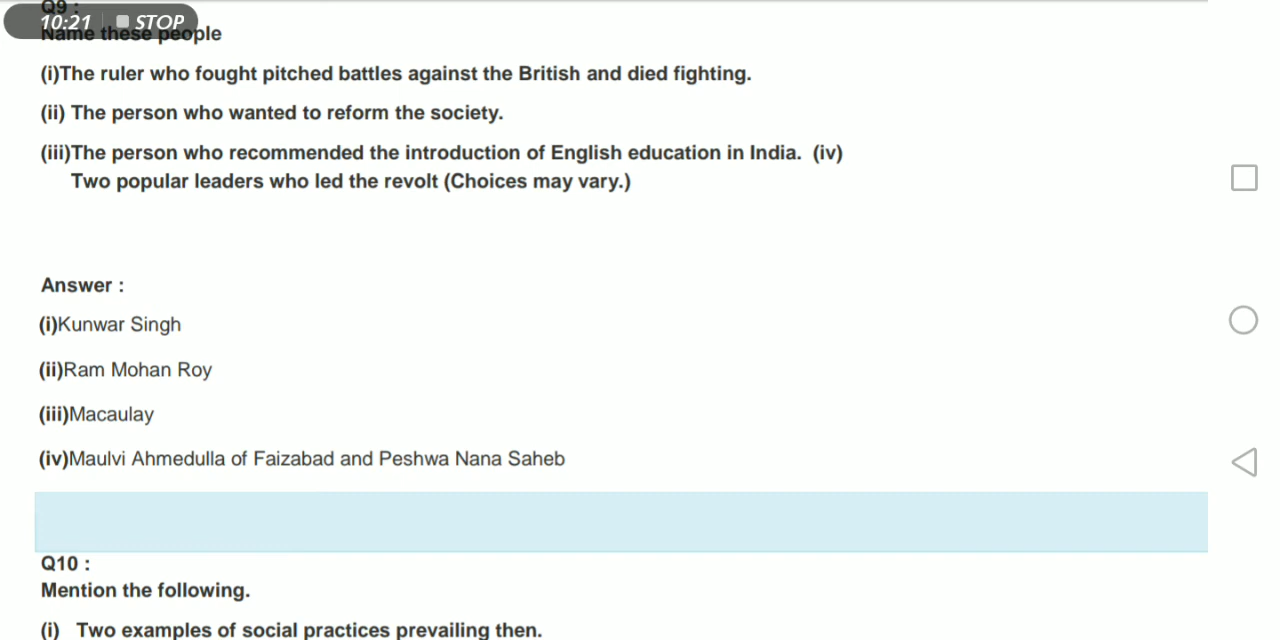 Q9 :
10:21 STOP
Name these people
(i)The ruler who fought pitched battles against the British and died fighting.
(ii) The person who wanted to reform the society.
(iii)The person who recommended the introduction of English education in India. (iv)
Two popular leaders who led the revolt (Choices may vary.)
Answer :
(i)Kunwar Singh
(ii)Ram Mohan Roy
(iii)Macaulay
(iv)Maulvi Ahmedulla of Faizabad and Peshwa Nana Saheb
Q10 :
Mention the following.
(i) Two examples of social practices prevailing then.